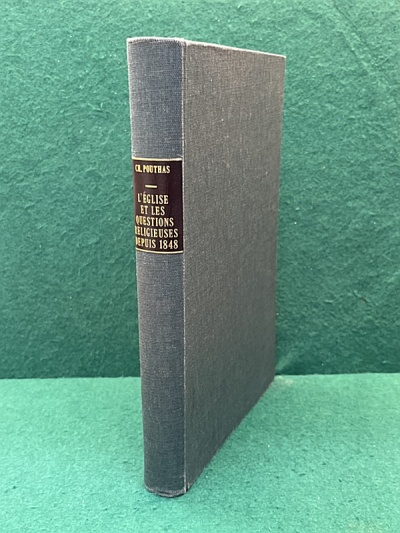 CH. POUTHAS
L'ÉGLISE
ET LES
QUESTIONS
RELIGIEUSES
DEPUIS 1848